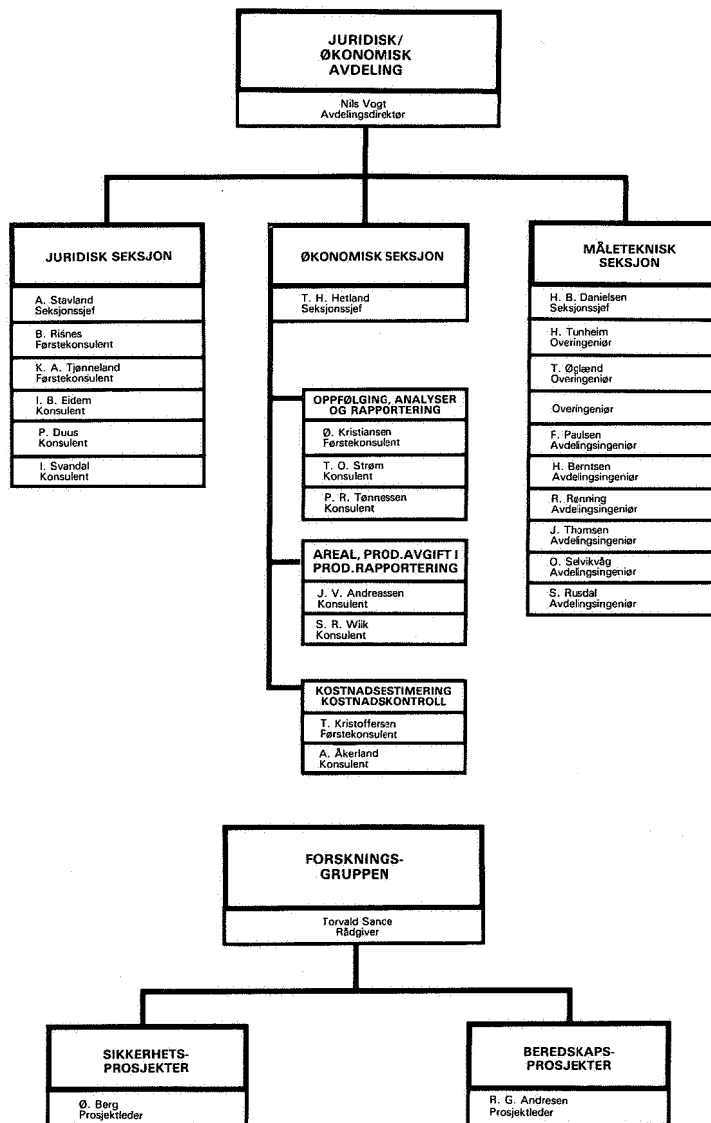 JURIDISK/
ØKONOMISK
AVDELING
Nils Vogt
Avdelingsdirektør
JURIDISK SEKSJON
A. Stavland
Seksjonssjef
B. Risnes
Førstekonsulent
K. A. Tjønneland
Førstekonsulent
I. B. Eidem
Konsulent
P. Duus
Konsulent
I. Svandal
Konsulent
ØKONOMISK SEKSJON
T. H. Hetland
Seksjonssjef
OPPFØLGING, ANALYSER
OG RAPPORTERING
Ø. Kristiansen
Førstekonsulent
T. O. Strøm
Konsulent
P. R. Tønnessen
Konsulent
AREAL, PROD.AVGIFT I
PROD.RAPPORTERING
J. V. Andreassen
Konsulent
S. R. Wiik
Konsulent
KOSTNADSESTIMERING
KOSTNADSKONTROLL
T. Kristoffersen
Førstekonsulent
A. Åkerland
Konsulent
MÅLETEKNISK
SEKSJON
H. B. Danielsen
Seksjonssjef
H. Tunheim
Overingeniør
T. Øglænd
Overingeniør
Overingeniør
F. Paulsen
Avdelingsingeniør
H. Berntsen
Avdelingsingeniør
R. Rønning
Avdelingsingeniør
J. Thomsen
Avdelingsingeniør
O. Selvikvåg
Avdelingsingeniør
S. Rusdal
Avdelingsingeniør
FORSKNINGS-
GRUPPEN
Torvald Sande
Rådgiver
SIKKERHETS-
PROSJEKTER
Ø. Berg
Prosjektleder
BEREDSKAPS-
PROSJEKTER
R. G. Andresen
Prosjektleder